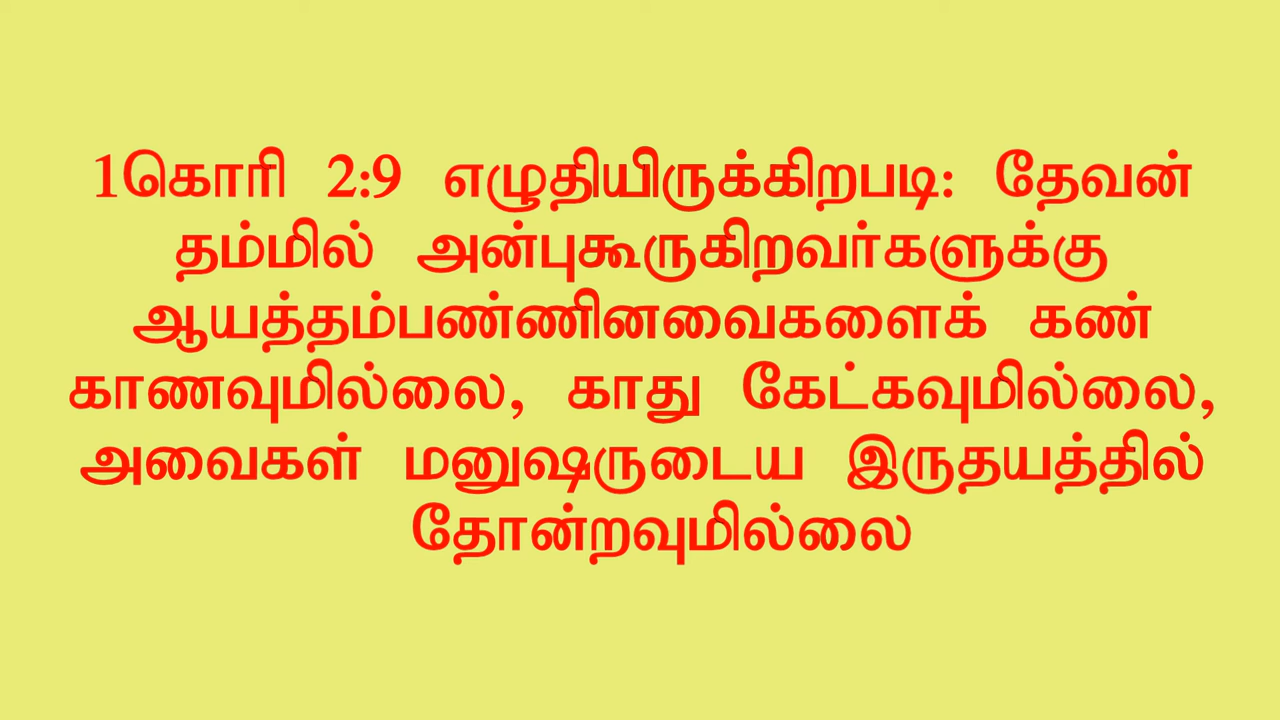 1கொரி 2:9 எழுதியிருக்கிறபடி: தேவன்
தம்மில் அன்புகூருகிறவர்களுக்கு
ஆயத்தம்பண்ணினவைகளைக் கண்
காணவுமில்லை, காது கேட்கவுமில்லை,
அவைகள் மனுஷருடைய இருதயத்தில்
தோன்றவுமில்லை